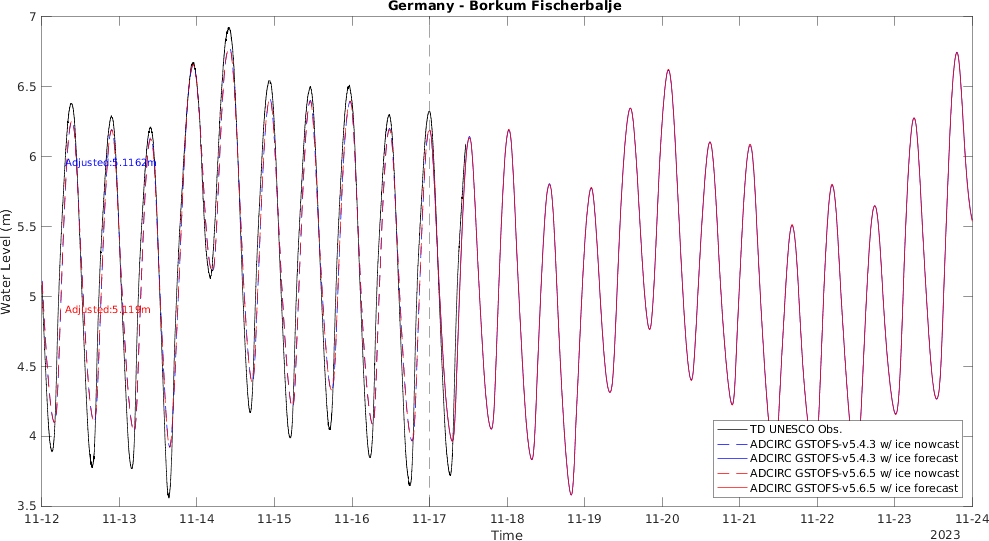 Germany - Borkum Fischerbalje
7
6.5
6
5.5
5
4.5
4
3.5
Water Level (m)
Adjusted:5.1162m
Adjusted:5.119m
TD UNESCO Obs.
ADCIRC GSTOFS-v5.4.3 w/ ice nowcast
ADCIRC GSTOFS-v5.4.3 w/ ice forecast
ADCIRC GSTOFS-v5.6.5 w/ ice nowcast
ADCIRC GSTOFS-v5.6.5 w/ ice forecast
11-12 11-13 11-14 11-15 11-16 11-17 11-18 11-19 11-20 11-21 11-22 11-23 11-24
Time
2023